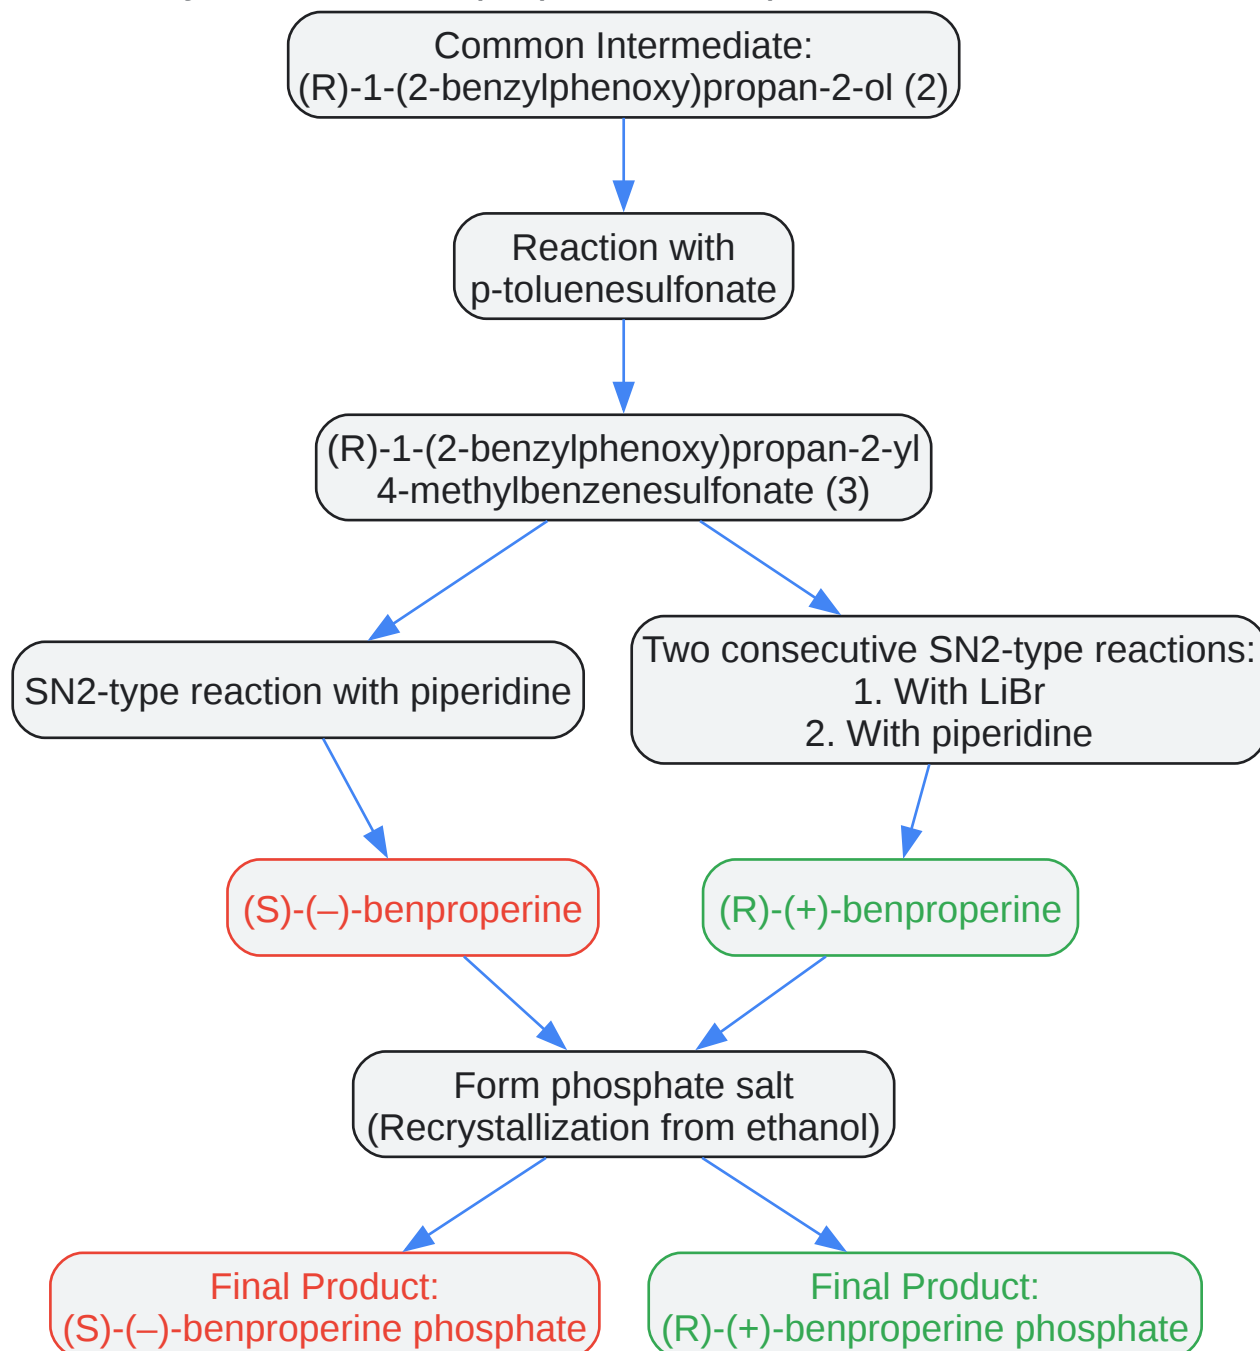 Common Intermediate:
(R)-1-(2-benzylphenoxy)propan-2-ol (2)
Reaction with
p-toluenesulfonate
(R)-1-(2-benzylphenoxy)propan-2-yl
4-methylbenzenesulfonate (3)
SN2-type reaction with piperidine
Two consecutive SN2-type reactions:
1. With LiBr
2. With piperidine
(S)-(–)-benproperine
(R)-(+)-benproperine
Form phosphate salt
(Recrystallization from ethanol)
Final Product:
(S)-(–)-benproperine phosphate
Final Product:
(R)-(+)-benproperine phosphate